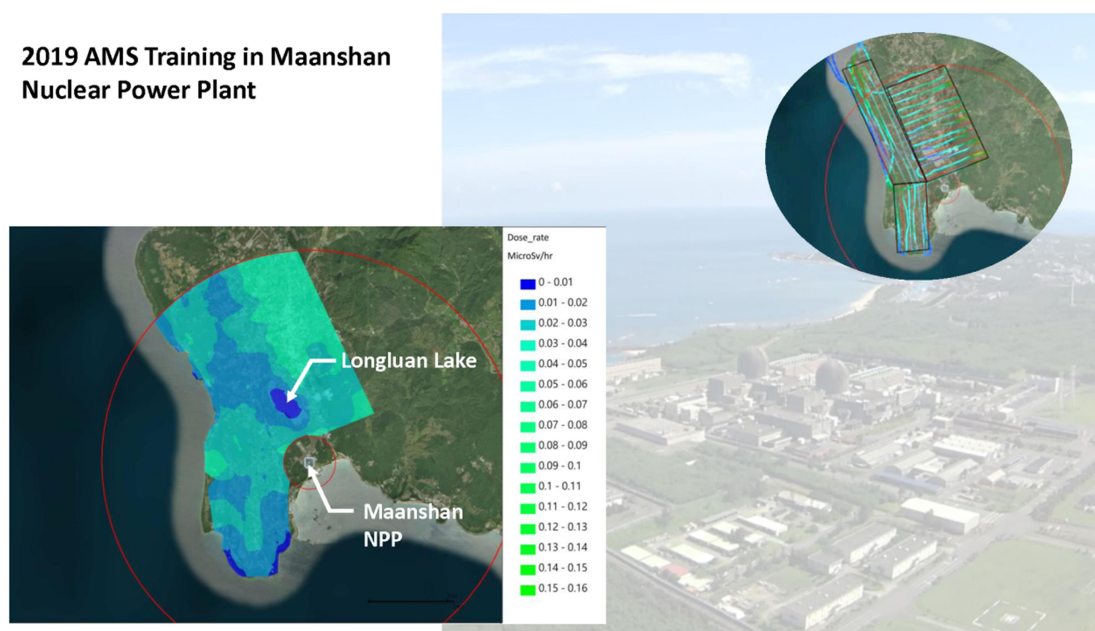 2019 AMS Training in Maanshan
Nuclear Power Plant
Longluan Lake
Maanshan
NPP
Dose_rate
MicroSv/hr
0 - 0.01
0.01 - 0.02
0.02 - 0.03
0.03 - 0.04
0.04 - 0.05
0.05 - 0.06
0.06 - 0.07
0.07 - 0.08
0.08 - 0.09
0.09 - 0.1
0.1 - 0.11
0.11 - 0.12
0.12 - 0.13
0.13 - 0.14
0.14 - 0.15
0.15 - 0.16